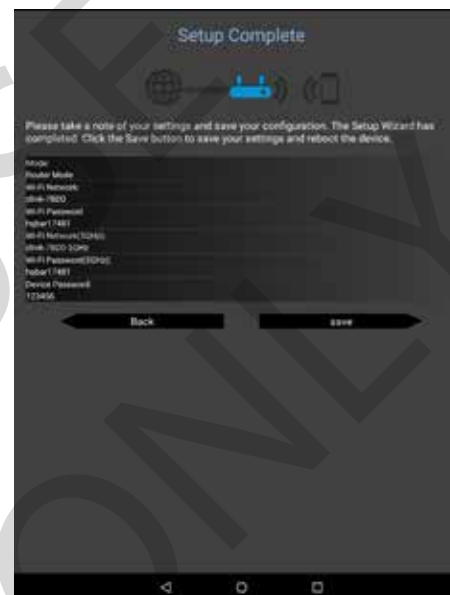 Setup Complete
Please take a note of your settings and save your configuration. The Setup Wizard has
completed. Click the Save button to save your settings and reboot the device.
Mode
Router Mode
Wi-Fi Network
dlink-7820
Wi-Fi Password
Wi-Fi Network(5GHz)
dlink-7820-5GHz
Wi-Fi Password(5GHz)
Device Password
123456
Back
save
ONLY